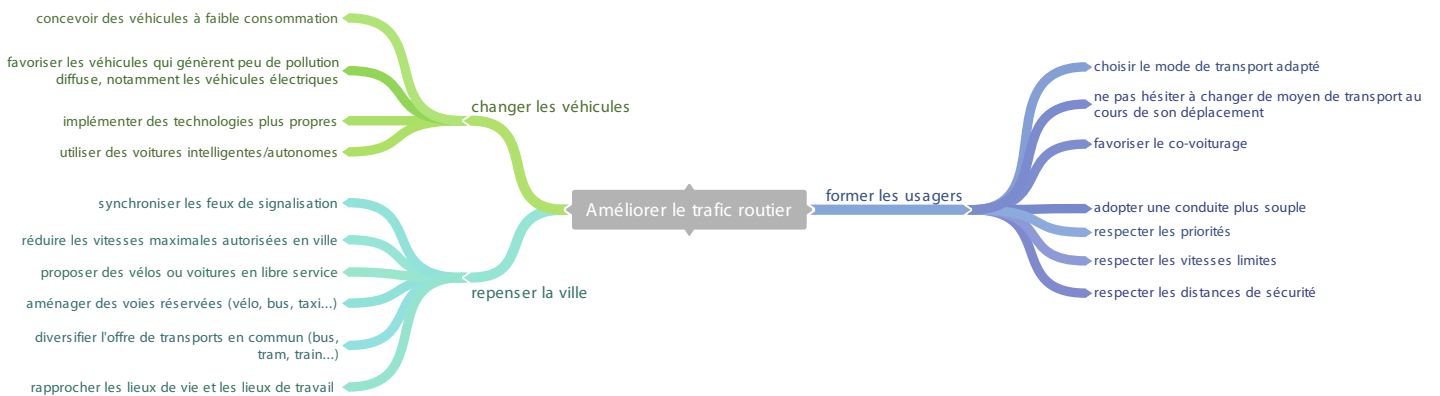 Améliorer le trafic routier
changer les véhicules
concevoir des véhicules à faible consommation
favoriser les véhicules qui génèrent peu de pollution
diffuse, notamment les véhicules électriques
implémenter des technologies plus propres
utiliser des voitures intelligentes/autonomes
repenser la ville
synchroniser les feux de signalisation
réduire les vitesses maximales autorisées en ville
proposer des vélos ou voitures en libre service
aménager des voies réservées (vélo, bus, taxi...)
diversifier l'offre de transports en commun (bus,
tram, train...)
rapprocher les lieux de vie et les lieux de travail
former les usagers
choisir le mode de transport adapté
ne pas hésiter à changer de moyen de transport au
cours de son déplacement
favoriser le co-voiturage
adopter une conduite plus souple
respecter les priorités
respecter les vitesses limites
respecter les distances de sécurité